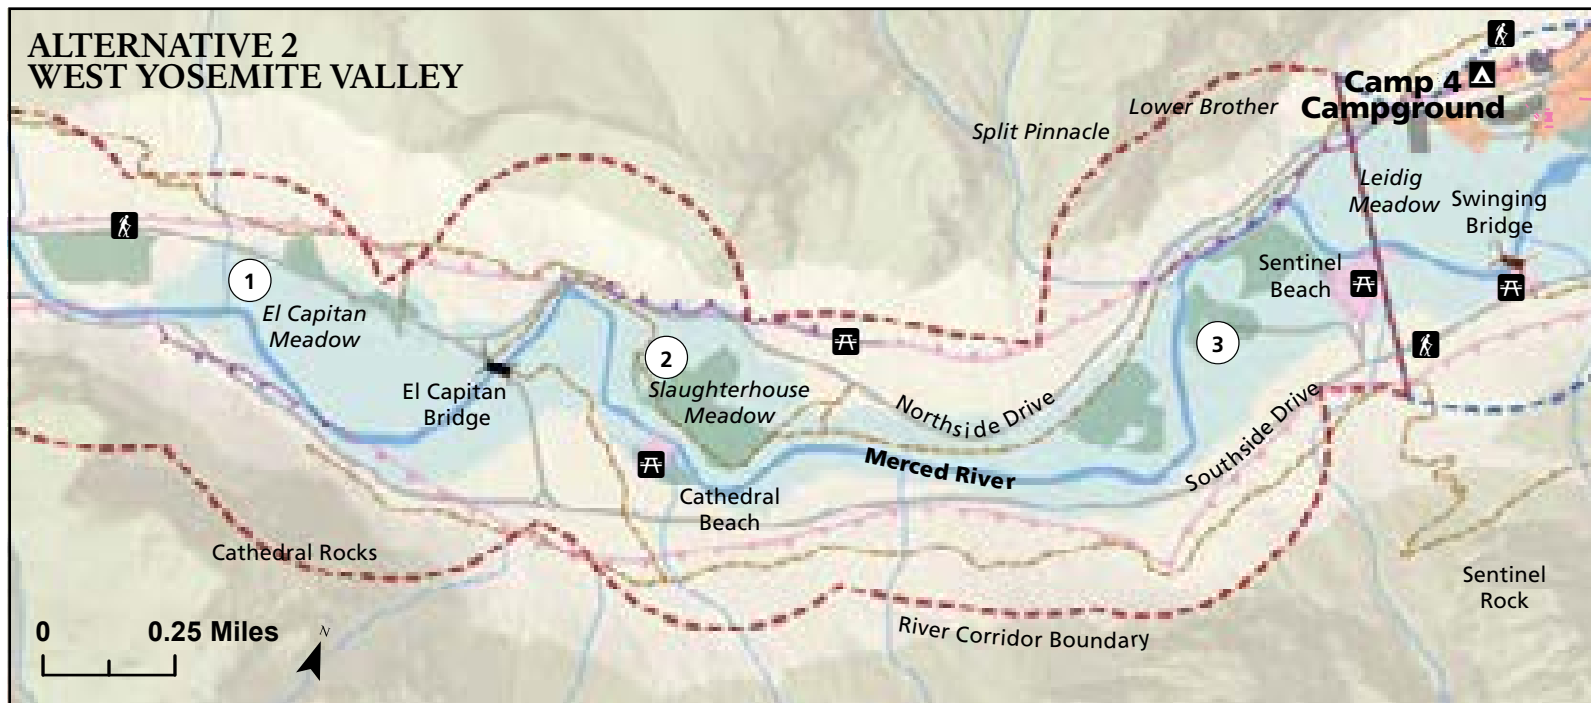 ALTERNATIVE 2
WEST YOSEMITE VALLEY
Camp 4
Campground
Lower Brother
Split Pinnacle
Leidig
Meadow
Swinging
Bridge
Sentinel
Beach
1
El Capitan
Meadow
2
Slaughterhouse
Meadow
3
El Capitan
Bridge
Northside Drive
Southside Drive
Merced River
Cathedral
Beach
Cathedral Rocks
Sentinel
Rock
River Corridor Boundary
0 0.25 Miles
N